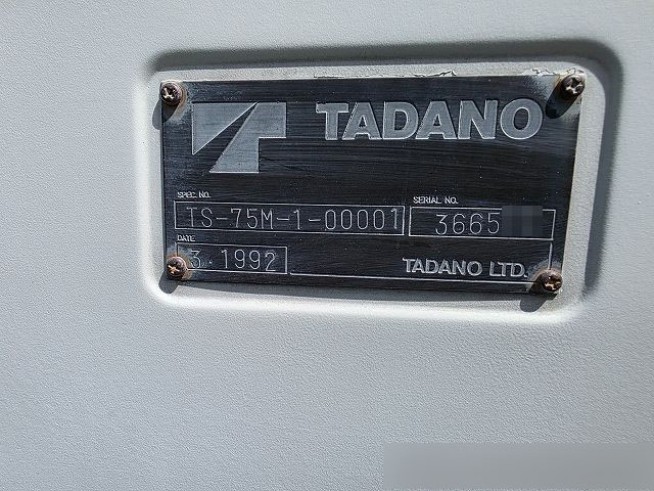 TADANO
SPEC. NO. SERIAL NO.
TS-75M-1-00001 3665
DATE
3.1992 TADANO LTD.